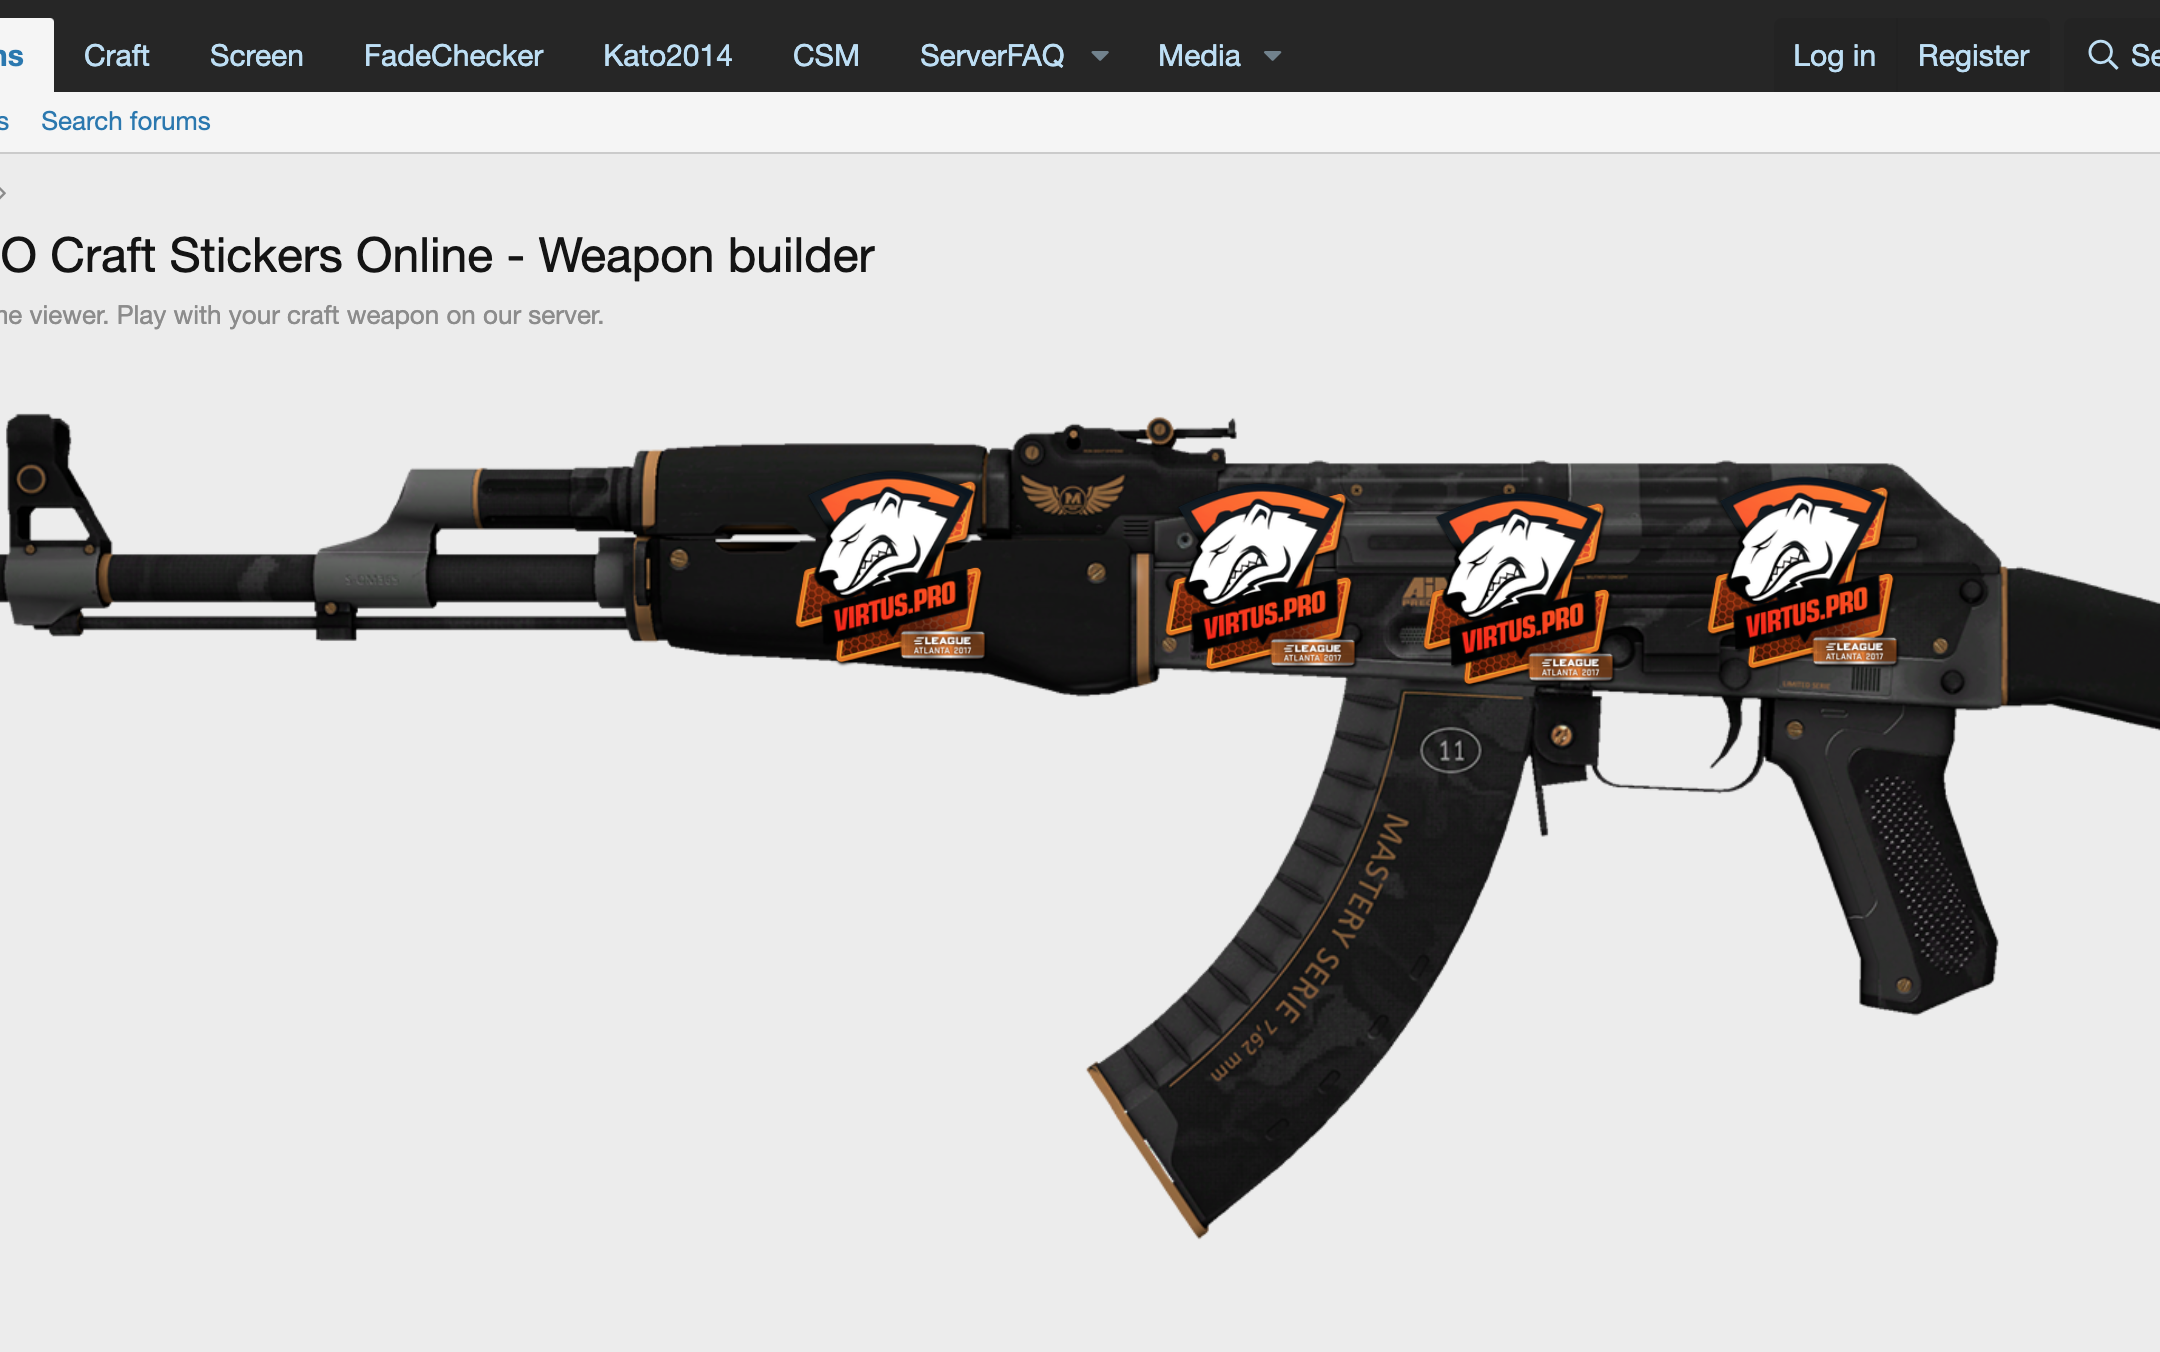 ns Craft Screen FadeChecker Kato2014 CSM ServerFAQ Media Log in Register Se
s Search forums
O Craft Stickers Online - Weapon builder
ne viewer. Play with your craft weapon on our server.
M
VIRTUS.PRO
ELEAGUE
ATLANTA 2017
VIRTUS.PRO
ELEAGUE
ATLANTA 2017
VIRTUS.PRO
ELEAGUE
ATLANTA 2017
VIRTUS.PRO
ELEAGUE
ATLANTA 2017
LIMITED SERIE
11
MASTERY SERIE
7,62 mm